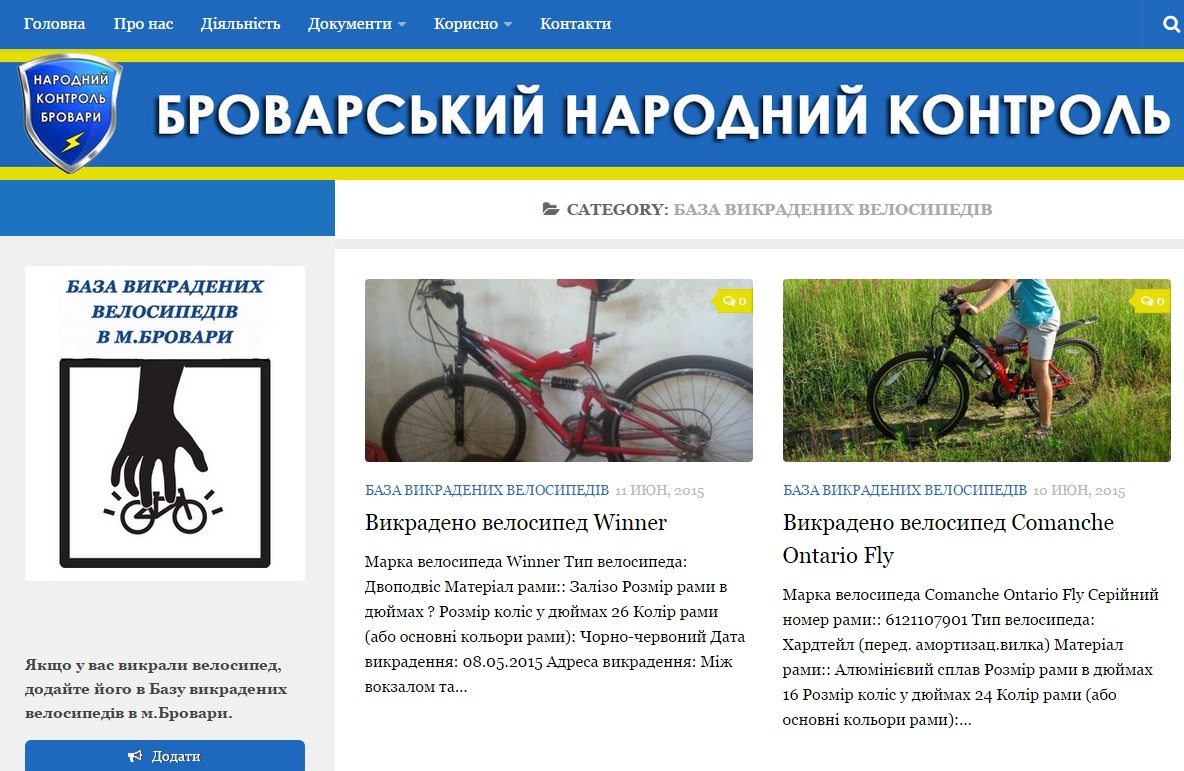 Головна Про нас Діяльність Документи Корисно Контакти
НАРОДНИЙ
КОНТРОЛЬ
БРОВАРИ
БРОВАРСЬКИЙ НАРОДНИЙ КОНТРОЛЬ
CATEGORY: БАЗА ВИКРАДЕНИХ ВЕЛОСИПЕДІВ
БАЗА ВИКРАДЕНИХ
ВЕЛОСИПЕДІВ
В М.БРОВАРИ
Якщо у вас викрали велосипед,
додайте його в Базу викрадених
велосипедів в м.Бровари.
Додати
0
WINNER
БАЗА ВИКРАДЕНИХ ВЕЛОСИПЕДІВ 11 ИЮН, 2015
Викрадено велосипед Winner
Марка велосипеда Winner Тип велосипеда:
Двоподвіс Матеріал рами:: Залізо Розмір рами в
дюймах ? Розмір коліс у дюймах 26 Колір рами
(або основні кольори рами): Чорно-червоний Дата
викрадення: 08.05.2015 Адреса викрадення: Між
вокзалом та...
0
БАЗА ВИКРАДЕНИХ ВЕЛОСИПЕДІВ 10 ИЮН, 2015
Викрадено велосипед Comanche
Ontario Fly
Марка велосипеда Comanche Ontario Fly Серійний
номер рами:: 6121107901 Тип велосипеда:
Хардтейл (перед. амортизац.вилка) Матеріал
рами:: Алюмінієвий сплав Розмір рами в дюймах
16 Розмір коліс у дюймах 24 Колір рами (або
основні кольори рами):...